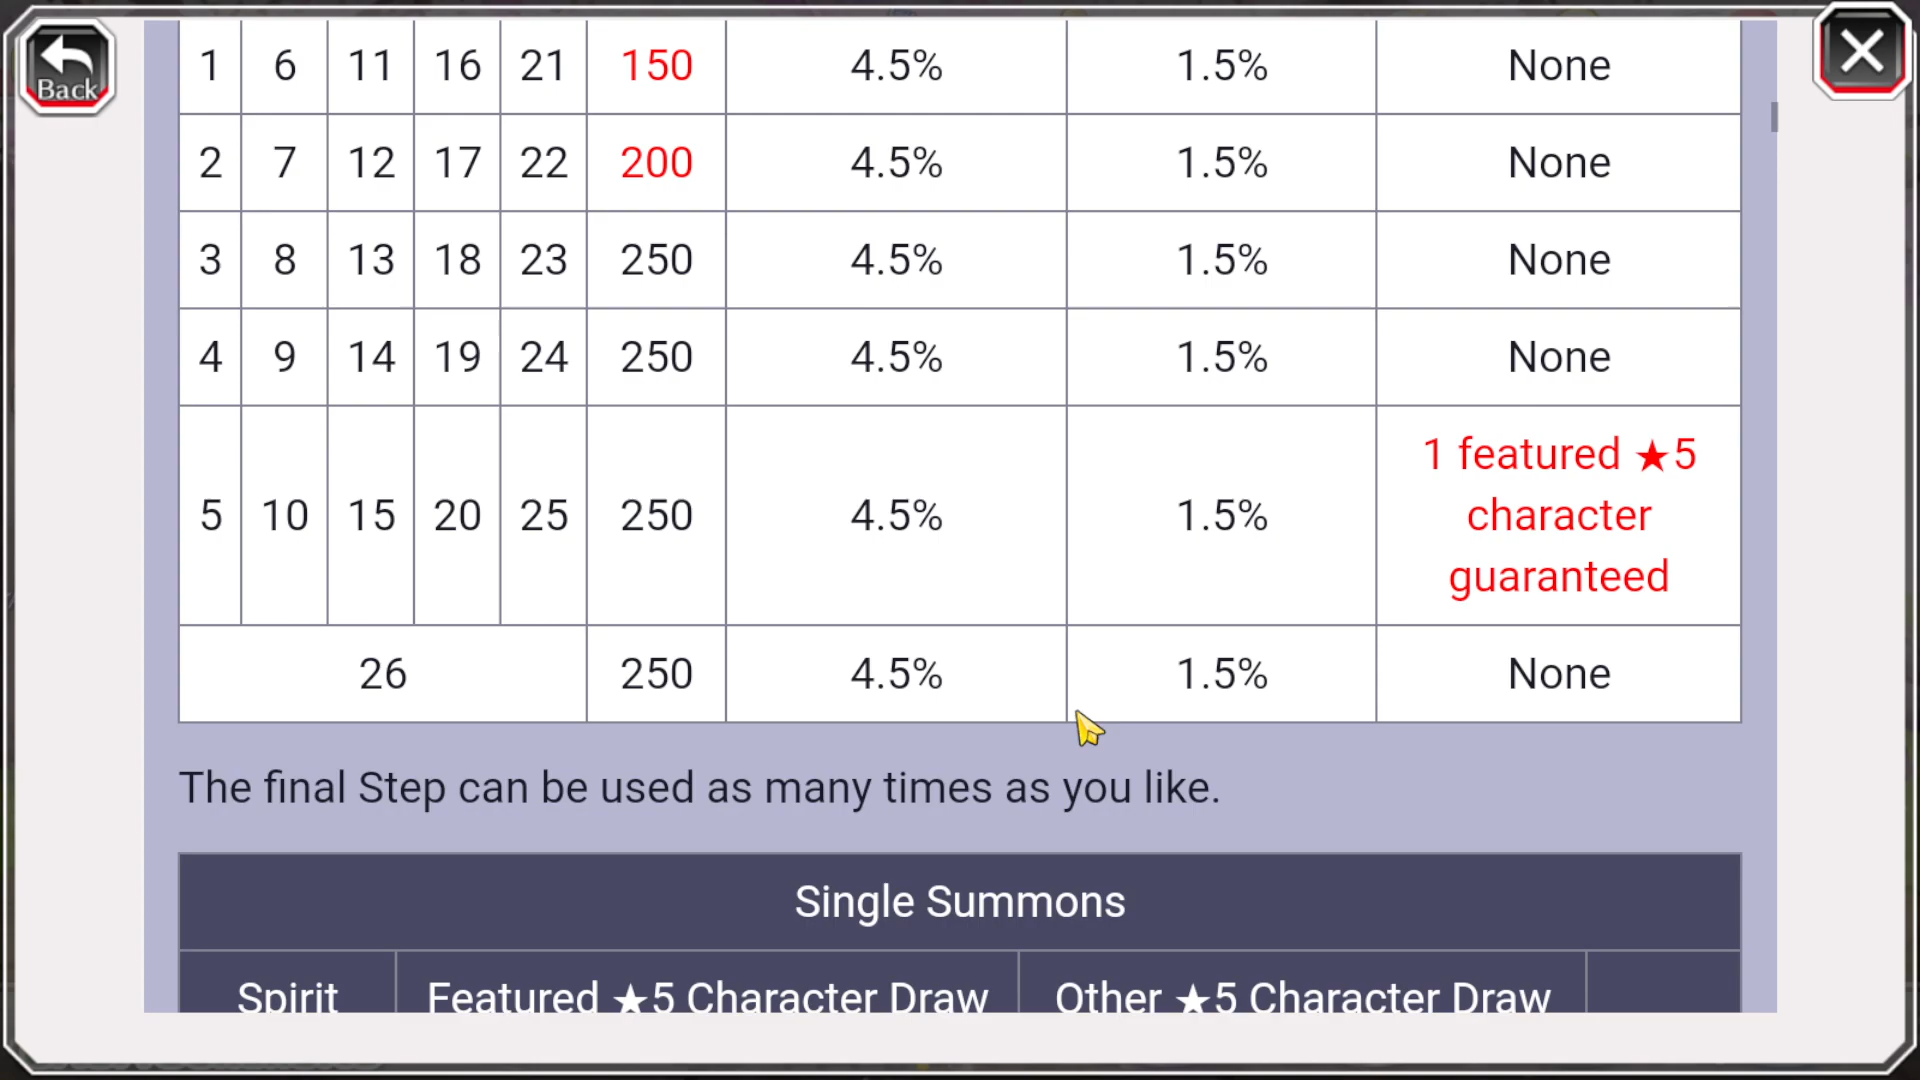 Back
1 6 11 16 21 150 4.5% 1.5% None
2 7 12 17 22 200 4.5% 1.5% None
3 8 13 18 23 250 4.5% 1.5% None
4 9 14 19 24 250 4.5% 1.5% None
5 10 15 20 25 250 4.5% 1.5% 1 featured ★5
character
guaranteed
26 250 4.5% 1.5% None
The final Step can be used as many times as you like.
Single Summons
Spirit Featured ★5 Character Draw Other ★5 Character Draw